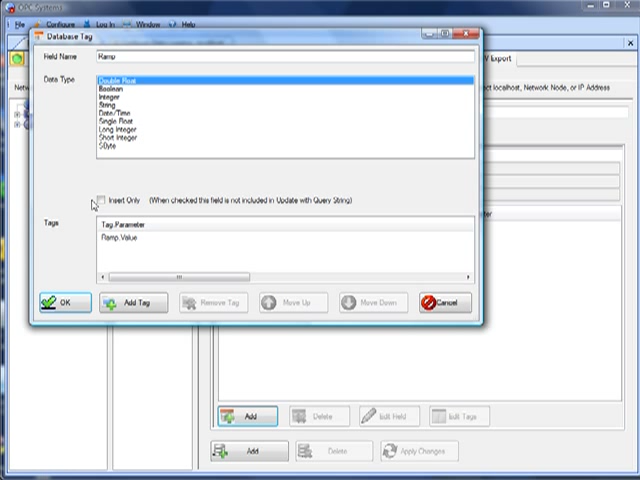 OPC Systems
File Configure Log In Window Help
Database Tag
Field Name Ramp
V Export
Data Type
Double Float
Boolean
Integer
String
Date/Time
Single Float
Long Integer
Short Integer
SByte
Netw
ect localhost, Network Node, or IP Address
Insert Only (When checked this field is not included in Update with Query String)
Tags
Tag.Parameter
Ramp.Value
OK Add Tag Remove Tag Move Up Move Down Cancel
Add Delete Edit Field Edit Tags
Add Delete Apply Changes